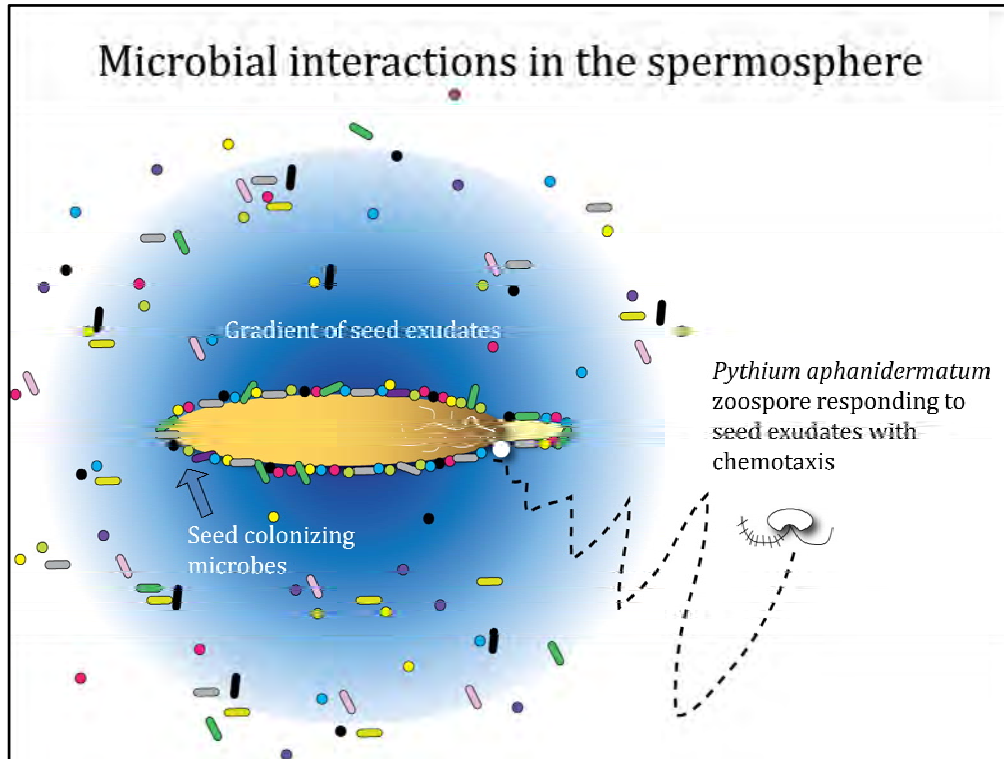 Microbial interactions in the spermosphere
Gradient of seed exudates
Pythium aphanidermatum
zoospore responding to
seed exudates with
chemotaxis
Seed colonizing
microbes